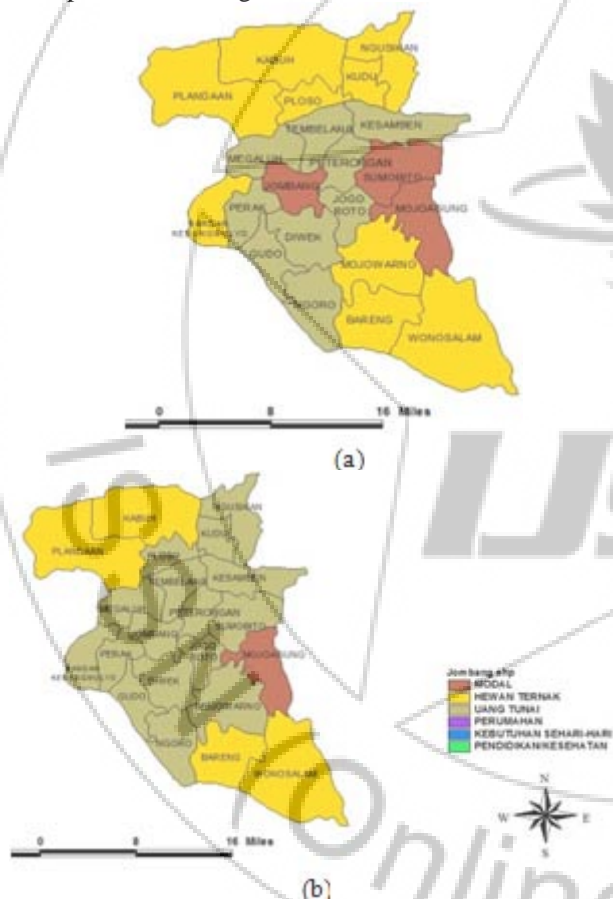 NGUSIKAN
KABUH
KUDU
PLANDAAN
PLOSO
TEMBELANG
KESAMBEN
MEGALUH
PETERONGAN
SUMOBITO
JOMBANG
JOGO
ROTO
PERAK
MOJOAGUNG
DIWEK
GUDO
MOJOWARNO
NGORO
BARENG
WONOSALAM
0 8 16 Miles
(a)
NGUSIKAN
KABUH
KUDU
PLANDAAN
PLOSO
TEMBELANG
KESAMBEN
MEGALUH
PETERONGAN
SUMOBITO
PERAK
MOJOAGUNG
DIWEK
GUDO
NGORO
BARENG
WONOSALAM
0 8 16 Miles
(b)
Jombang.shp
MODAL
HEWAN TERNAK
UANG TUNAI
PERUMAHAN
KEBUTUHAN SEHARI-HARI
PENDIDIKAN/KESEHATAN
N
W E
S
Online